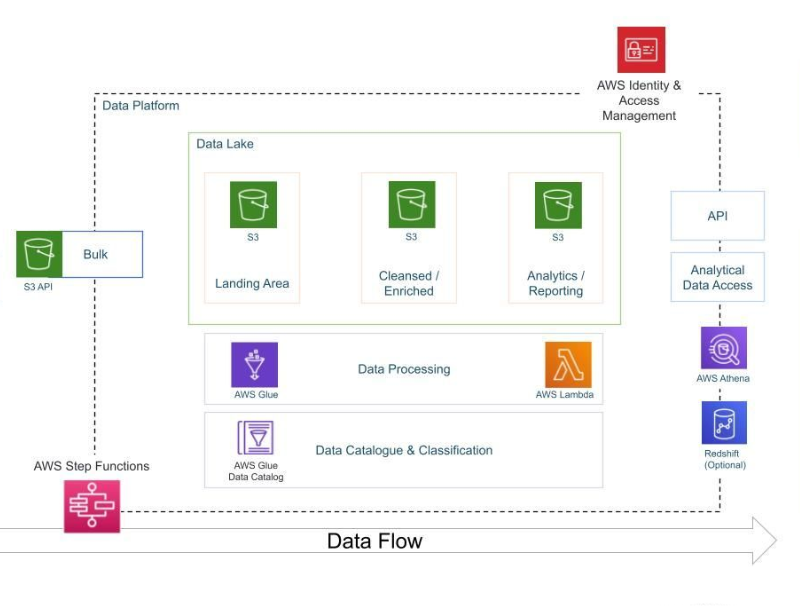 AWS Identity &
Access
Management
Data Platform
Data Lake
S3
Landing Area
S3
Cleansed /
Enriched
S3
Analytics /
Reporting
S3 API
Bulk
API
Analytical
Data Access
AWS Glue
Data Processing
AWS Lambda
AWS Athena
AWS Glue
Data Catalog
Data Catalogue & Classification
Redshift
(Optional)
AWS Step Functions
Data Flow